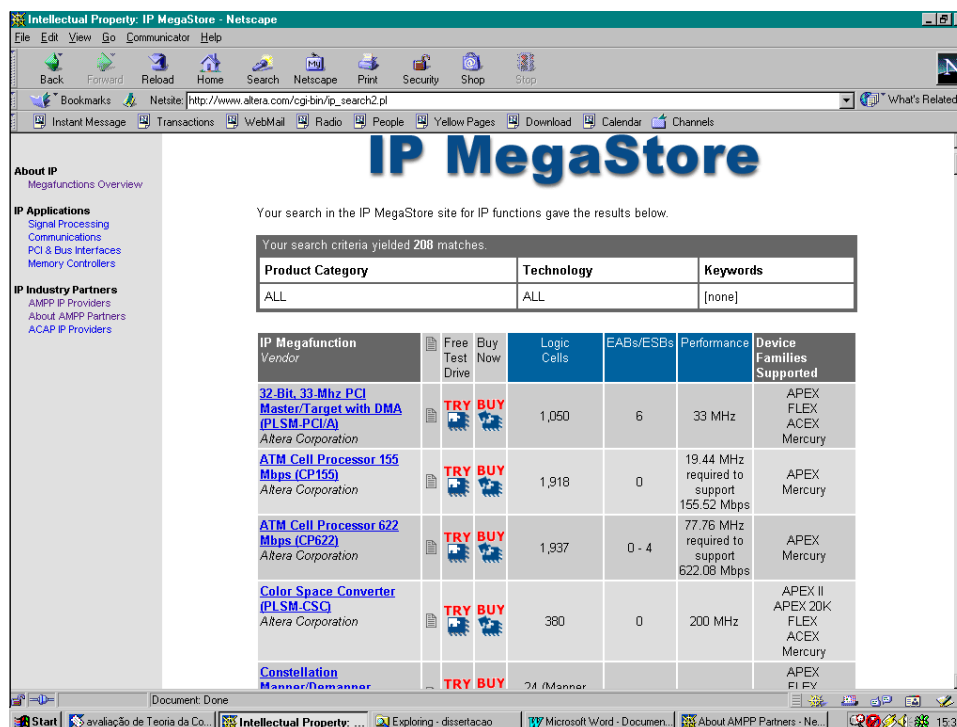 Intellectual Property: IP MegaStore - Netscape
File Edit View Go Communicator Help
Back Forward Reload Home Search Netscape Print Security Shop Stop
Bookmarks Netsite: http://www.altera.com/cgi-bin/ip_search2.pl What's Related
Instant Message Transactions WebMail Radio People Yellow Pages Download Calendar Channels
IP MegaStore
About IP
Megafunctions Overview
IP Applications
Signal Processing
Communications
PCI & Bus Interfaces
Memory Controllers
IP Industry Partners
AMPP IP Providers
About AMPP Partners
ACAP IP Providers
Your search in the IP MegaStore site for IP functions gave the results below.
Your search criteria yielded 208 matches.
Product Category Technology Keywords
ALL ALL [none]
IP Megafunction Free Buy Logic EABs/ESBs Performance Device
Vendor Test Now Cells Families
Drive Supported
32-Bit, 33-Mhz PCI APEX
Master/Target with DMA TRY BUY 1,050 6 33 MHz FLEX
(PLSM-PCI/A) ACEX
Altera Corporation Mercury
ATM Cell Processor 155 19.44 MHz
Mbps (CP155) TRY BUY 1,918 0 required to APEX
Altera Corporation support Mercury
155.52 Mbps
ATM Cell Processor 622 77.76 MHz
Mbps (CP622) TRY BUY 1,937 0 - 4 required to APEX
Altera Corporation support Mercury
622.08 Mbps
Color Space Converter APEX II
(PLSM-CSC) TRY BUY APEX 20K
Altera Corporation 380 0 200 MHz FLEX
ACEX
Mercury
Constellation APEX
Mapper/Demapper TRY BUY 24 (Mapper FLEX
Document: Done
Start avaliação de Teoria da Co... Intellectual Property: ... Exploring - dissertacao Microsoft Word - Documen... About AMPP Partners - Ne... 15:3